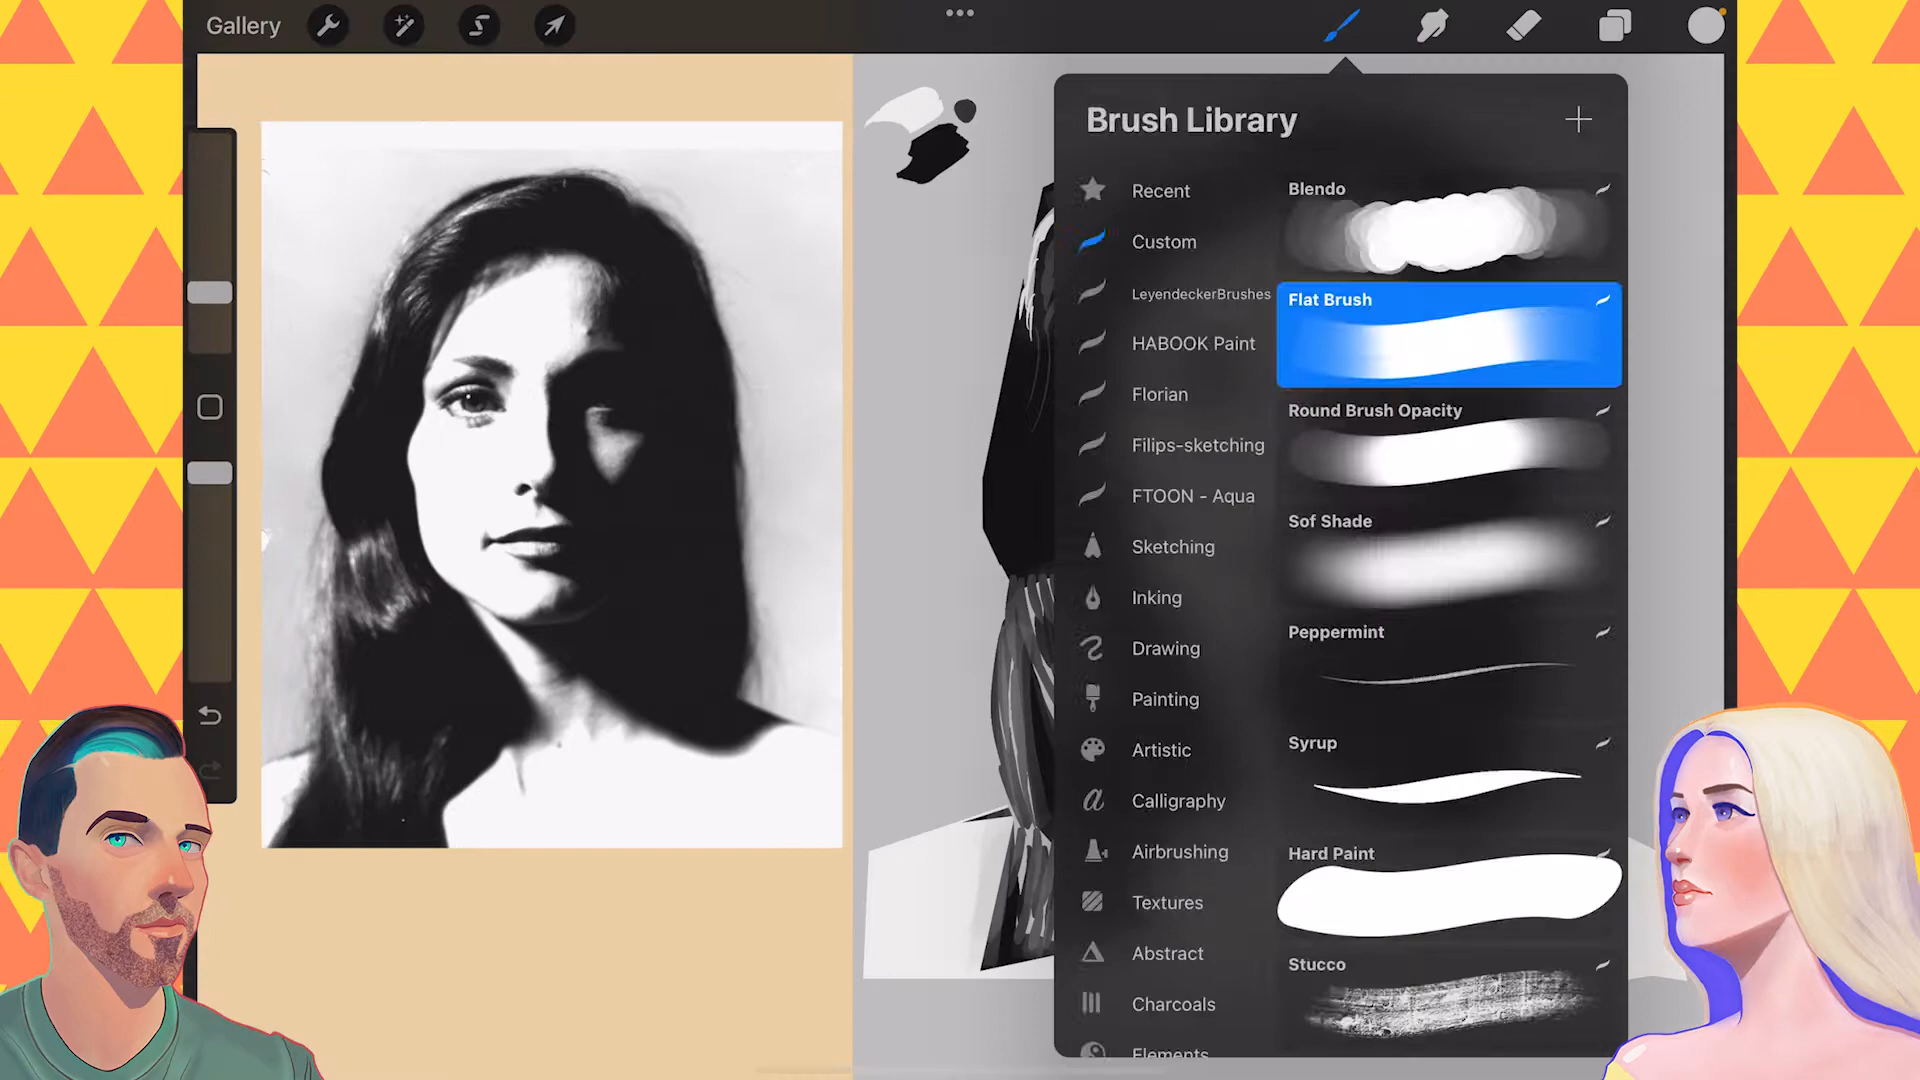 Gallery
Brush Library
Recent
Custom
LeyendeckerBrushes
HABOOK Paint
Florian
Filips-sketching
FTOON - Aqua
Sketching
Inking
Drawing
Painting
Artistic
Calligraphy
Airbrushing
Textures
Abstract
Charcoals
Elements
Blendo
Flat Brush
Round Brush Opacity
Sof Shade
Peppermint
Syrup
Hard Paint
Stucco